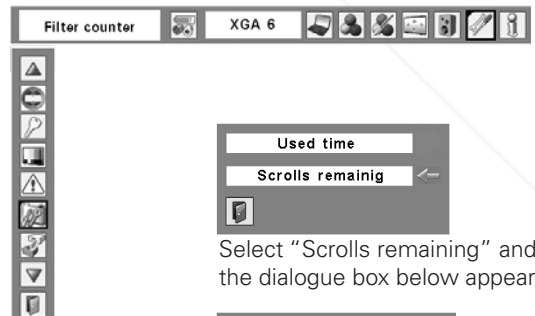 Filter counter XGA 6
Used time
Scrolls remainig
Select “Scrolls remaining” and
the dialogue box below appear